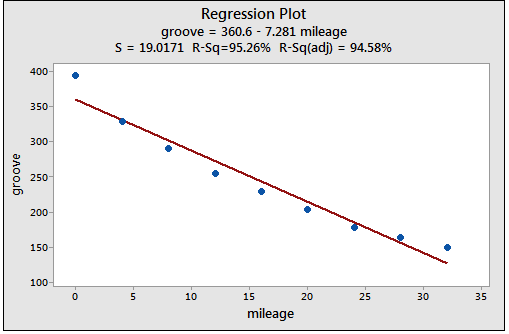 Regression Plot
groove = 360.6 - 7.281 mileage
S = 19.0171 R-Sq=95.26% R-Sq(adj) = 94.58%
400
350
300
250
200
150
100
groove
0 5 10 15 20 25 30 35
mileage